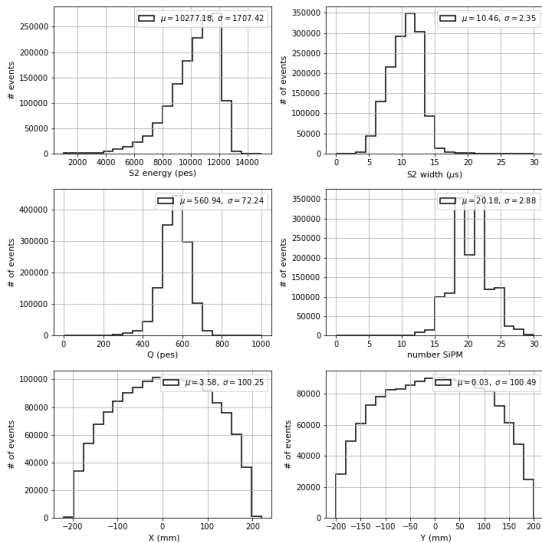 μ = 10277.18, σ = 1707.42
# of events
250000
200000
150000
100000
50000
0
2000 4000 6000 8000 10000 12000 14000
S2 energy (pes)
μ = 10.46, σ = 2.35
# of events
350000
300000
250000
200000
150000
100000
50000
0
0 5 10 15 20 25 30
S2 width (μs)
μ = 560.94, σ = 72.24
# of events
400000
300000
200000
100000
0
0 200 400 600 800 1000
Q (pes)
μ = 20.18, σ = 2.88
# of events
350000
300000
250000
200000
150000
100000
50000
0
0 5 10 15 20 25 30
number SiPM
μ = 3.58, σ = 100.25
# of events
100000
80000
60000
40000
20000
0
−200 −100 0 100 200
X (mm)
μ = 0.03, σ = 100.49
# of events
80000
60000
40000
20000
0
−200 −150 −100 −50 0 50 100 150 200
Y (mm)